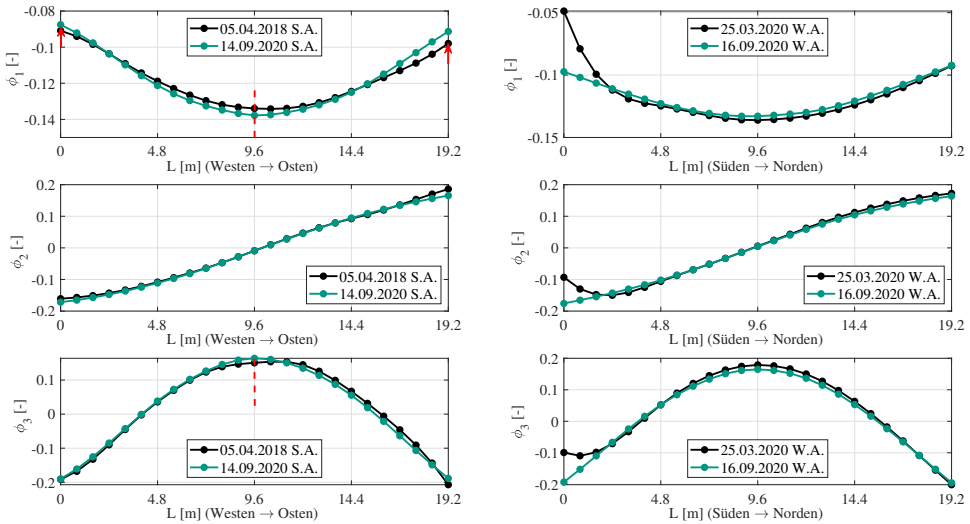 -0.08
-0.1
-0.12
-0.14
ϕ1 [-]
05.04.2018 S.A.
14.09.2020 S.A.
0 4.8 9.6 14.4 19.2
L [m] (Westen → Osten)
-0.05
-0.1
-0.15
ϕ1 [-]
25.03.2020 W.A.
16.09.2020 W.A.
0 4.8 9.6 14.4 19.2
L [m] (Süden → Norden)
0.2
0.1
0
-0.1
-0.2
ϕ2 [-]
05.04.2018 S.A.
14.09.2020 S.A.
0 4.8 9.6 14.4 19.2
L [m] (Westen → Osten)
0.2
0.1
0
-0.1
-0.2
ϕ2 [-]
25.03.2020 W.A.
16.09.2020 W.A.
0 4.8 9.6 14.4 19.2
L [m] (Süden → Norden)
0.1
0
-0.1
-0.2
ϕ3 [-]
05.04.2018 S.A.
14.09.2020 S.A.
0 4.8 9.6 14.4 19.2
L [m] (Westen → Osten)
0.2
0.1
0
-0.1
-0.2
ϕ3 [-]
25.03.2020 W.A.
16.09.2020 W.A.
0 4.8 9.6 14.4 19.2
L [m] (Süden → Norden)